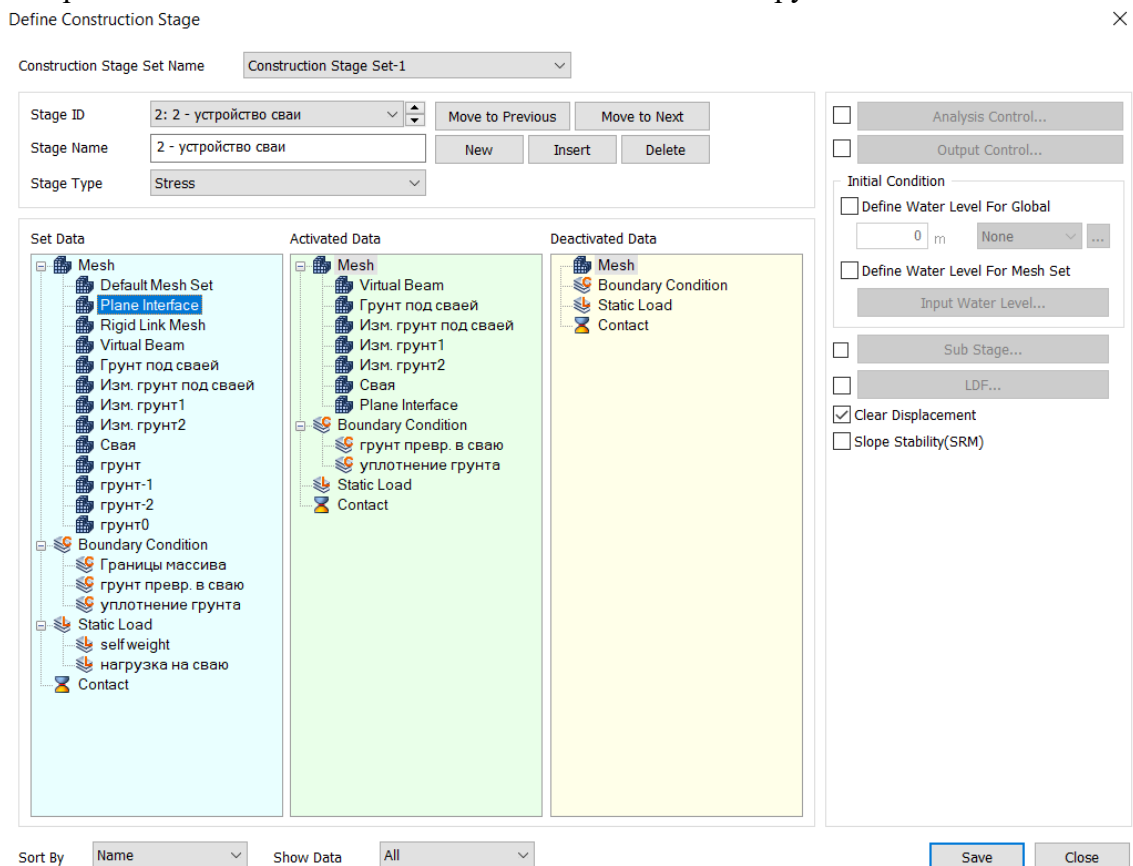 Define Construction Stage
Construction Stage Set Name Construction Stage Set-1
Stage ID 2: 2 - устройство сваи Move to Previous Move to Next
Stage Name 2 - устройство сваи New Insert Delete
Stage Type Stress
Set Data
Mesh
Default Mesh Set
Plane Interface
Rigid Link Mesh
Virtual Beam
Грунт под сваей
Изм. грунт под сваей
Изм. грунт1
Изм. грунт2
Свая
грунт
грунт-1
грунт-2
грунт0
Boundary Condition
Границы массива
грунт превр. в сваю
уплотнение грунта
Static Load
self weight
нагрузка на сваю
Contact
Activated Data
Mesh
Virtual Beam
Грунт под сваей
Изм. грунт под сваей
Изм. грунт1
Изм. грунт2
Свая
Plane Interface
Boundary Condition
грунт превр. в сваю
уплотнение грунта
Static Load
Contact
Deactivated Data
Mesh
Boundary Condition
Static Load
Contact
Analysis Control...
Output Control...
Initial Condition
Define Water Level For Global
0 m None ...
Define Water Level For Mesh Set
Input Water Level...
Sub Stage...
LDF...
Clear Displacement
Slope Stability(SRM)
Sort By Name Show Data All Save Close